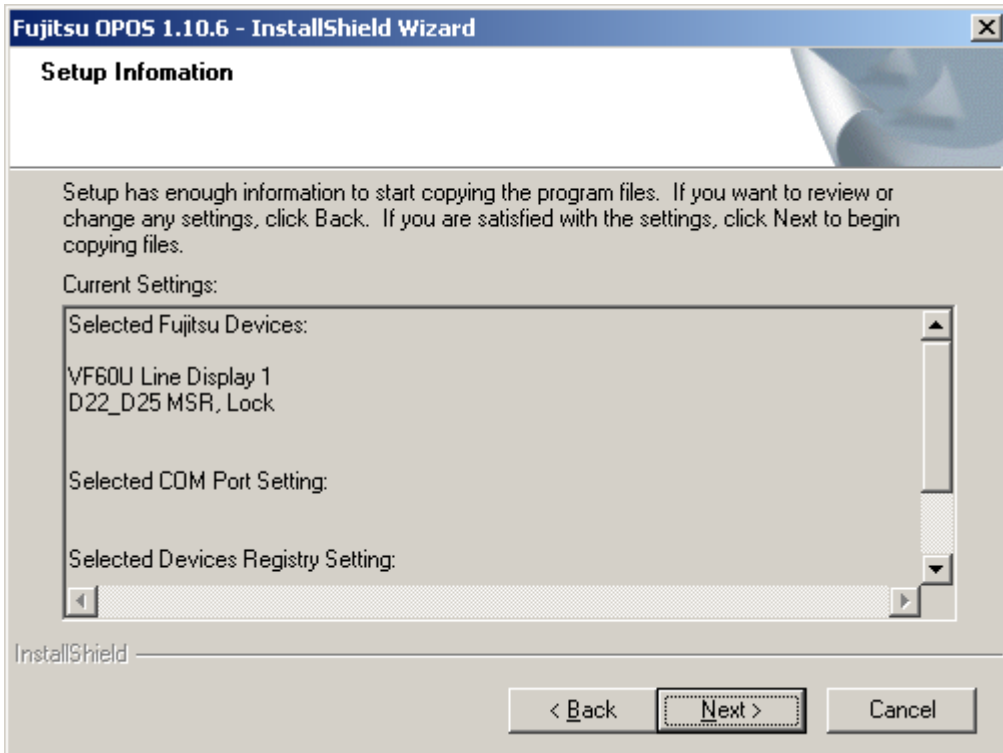 Fujitsu OPOS 1.10.6 - InstallShield Wizard
Setup Infomation
Setup has enough information to start copying the program files.  If you want to review or
change any settings, click Back.  If you are satisfied with the settings, click Next to begin
copying files.
Current Settings:
Selected Fujitsu Devices:
VF60U Line Display 1
D22_D25 MSR, Lock
Selected COM Port Setting:
Selected Devices Registry Setting:
InstallShield
< Back
Next >
Cancel